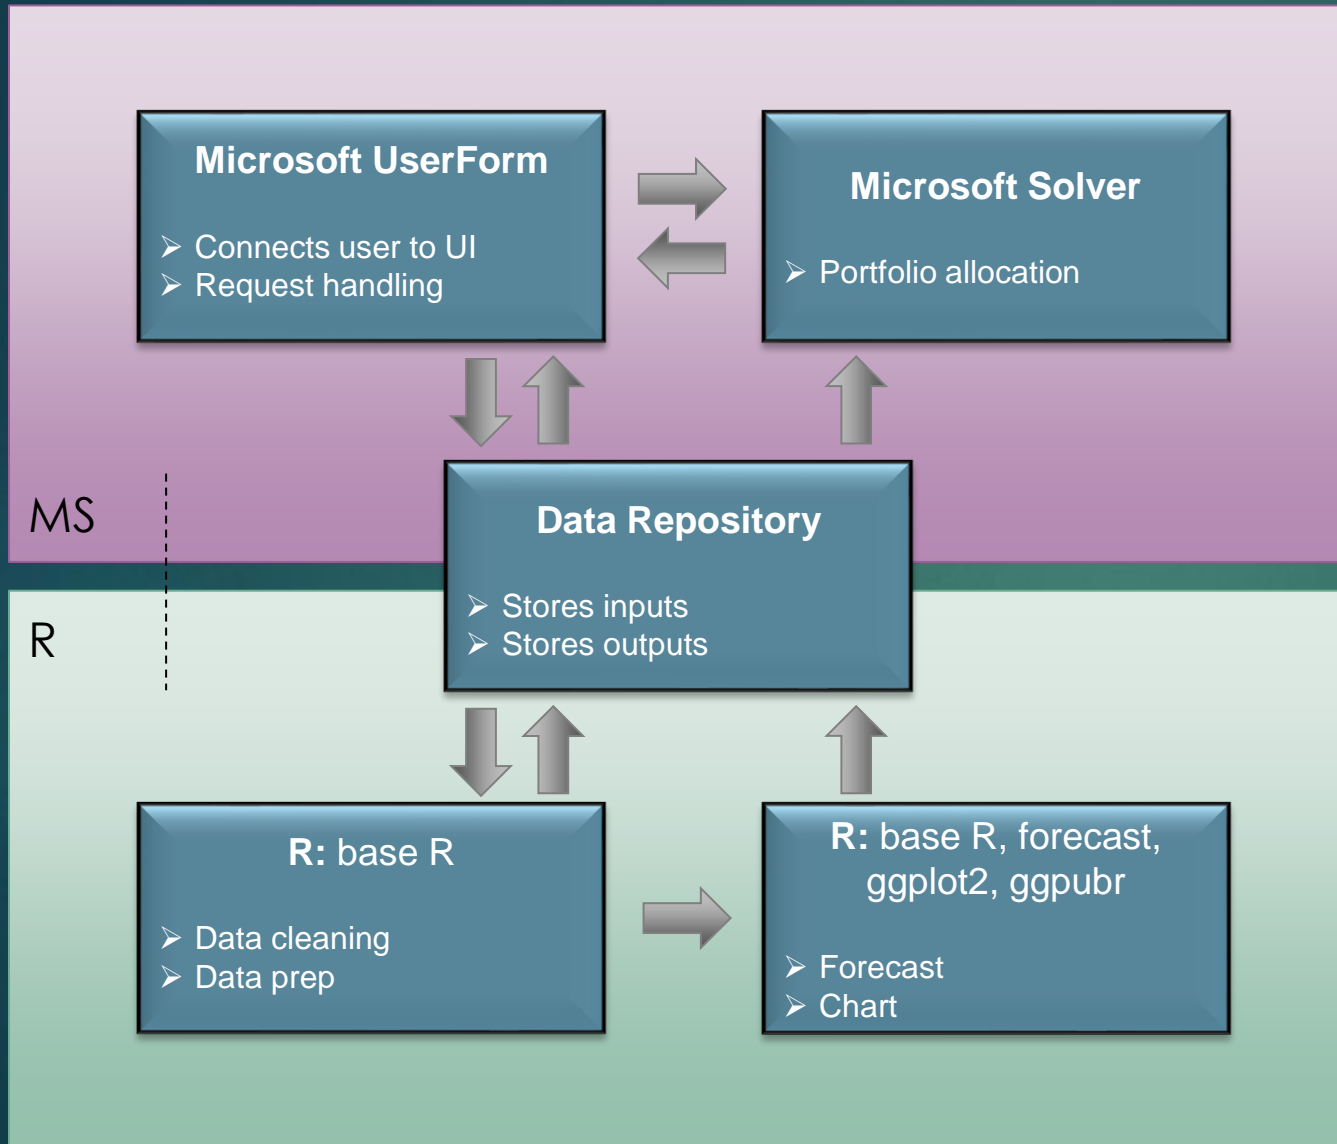 Microsoft UserForm
➢ Connects user to UI
➢ Request handling
Microsoft Solver
➢ Portfolio allocation
MS
Data Repository
➢ Stores inputs
➢ Stores outputs
R
R: base R
➢ Data cleaning
➢ Data prep
R: base R, forecast,
ggplot2, ggpubr
➢ Forecast
➢ Chart